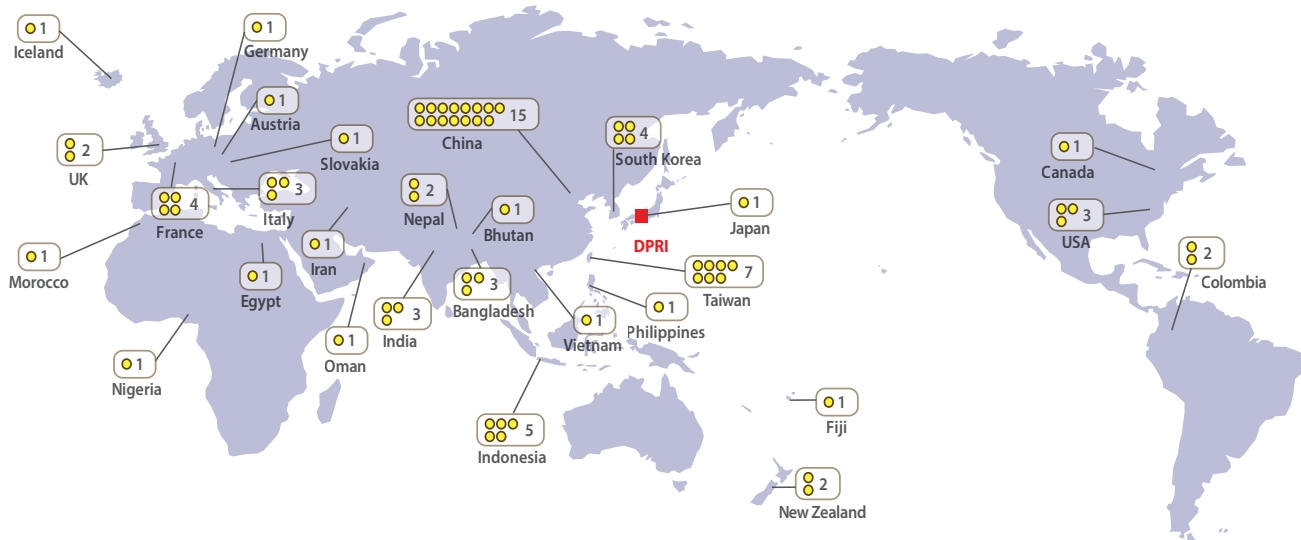 1
Iceland
1
Germany
1
Austria
1
Slovakia
2
UK
15
China
4
South Korea
1
Canada
3
Italy
4
France
2
Nepal
1
Bhutan
1
Japan
DPRI
3
USA
1
Morocco
1
Iran
1
Egypt
2
Colombia
3
Bangladesh
7
Taiwan
3
India
1
Philippines
1
Vietnam
1
Oman
1
Nigeria
5
Indonesia
1
Fiji
2
New Zealand